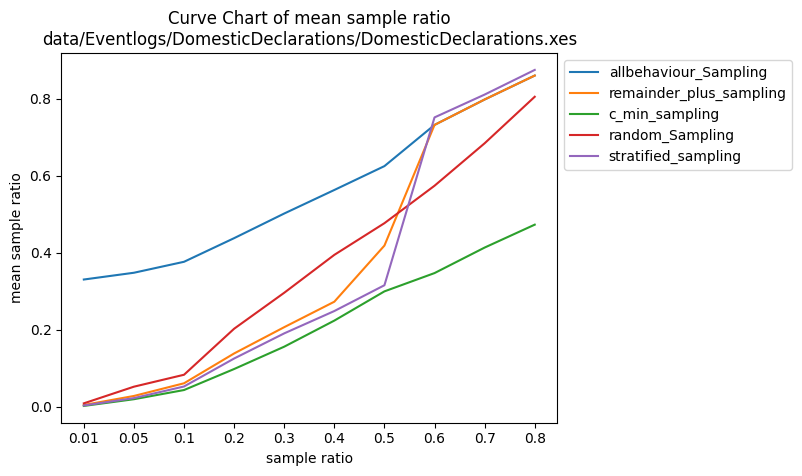 Curve Chart of mean sample ratio
data/Eventlogs/DomesticDeclarations/DomesticDeclarations.xes
allbehaviour_Sampling
remainder_plus_sampling
c_min_sampling
random_Sampling
stratified_sampling
mean sample ratio
0.8
0.6
0.4
0.2
0.0
0.01 0.05 0.1 0.2 0.3 0.4 0.5 0.6 0.7 0.8
sample ratio